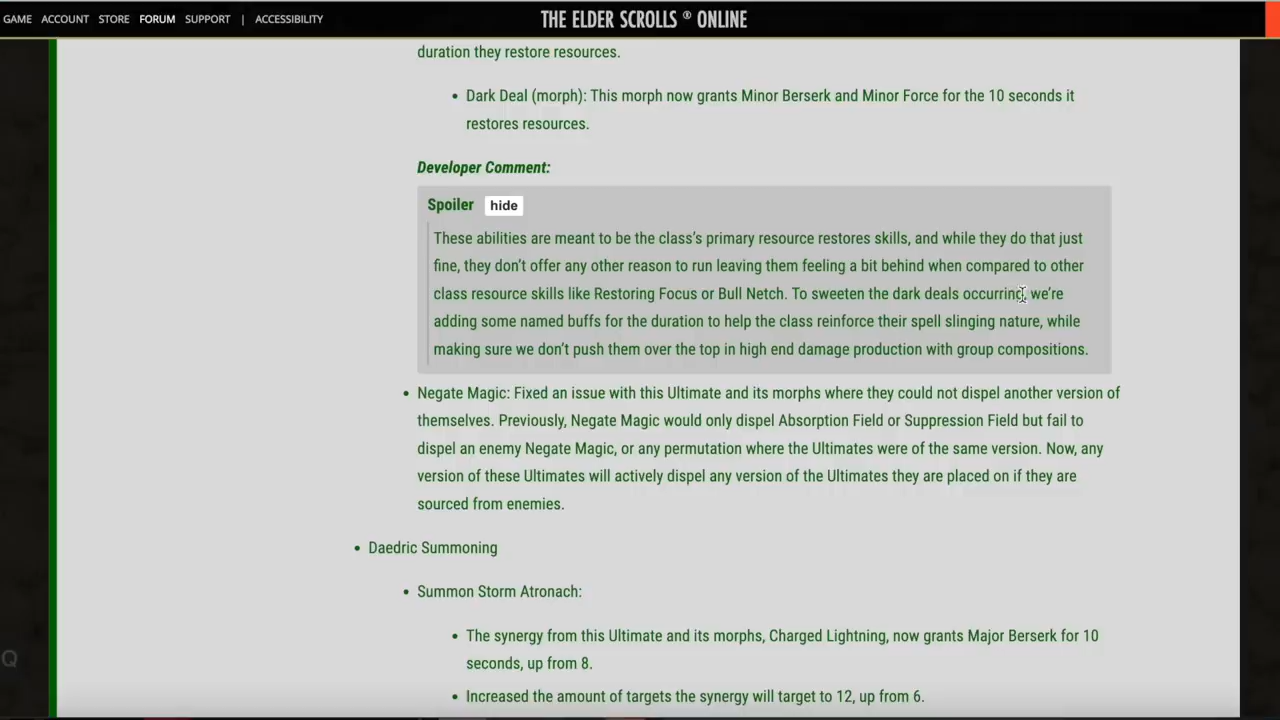 GAME ACCOUNT STORE FORUM SUPPORT | ACCESSIBILITY
THE ELDER SCROLLS ® ONLINE
duration they restore resources.
• Dark Deal (morph): This morph now grants Minor Berserk and Minor Force for the 10 seconds it
restores resources.
Developer Comment:
Spoiler hide
These abilities are meant to be the class’s primary resource restores skills, and while they do that just
fine, they don’t offer any other reason to run leaving them feeling a bit behind when compared to other
class resource skills like Restoring Focus or Bull Netch. To sweeten the dark deals occurring, we’re
adding some named buffs for the duration to help the class reinforce their spell slinging nature, while
making sure we don’t push them over the top in high end damage production with group compositions.
• Negate Magic: Fixed an issue with this Ultimate and its morphs where they could not dispel another version of
themselves. Previously, Negate Magic would only dispel Absorption Field or Suppression Field but fail to
dispel an enemy Negate Magic, or any permutation where the Ultimates were of the same version. Now, any
version of these Ultimates will actively dispel any version of the Ultimates they are placed on if they are
sourced from enemies.
• Daedric Summoning
• Summon Storm Atronach:
• The synergy from this Ultimate and its morphs, Charged Lightning, now grants Major Berserk for 10
seconds, up from 8.
Q
• Increased the amount of targets the synergy will target to 12, up from 6.